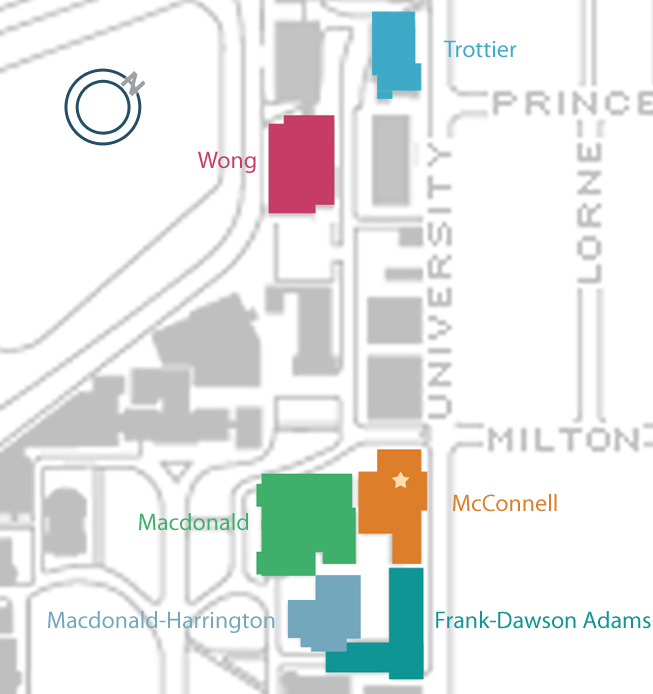 N
Trottier
PRINCE
Wong
UNIVERSITY
LORNE
MILTON
McConnell
Macdonald
Macdonald-Harrington
Frank-Dawson Adams